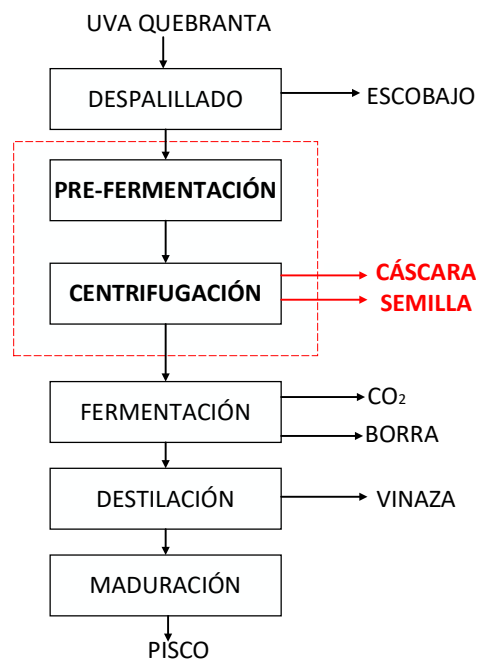 UVA QUEBRANTA
DESPALILLADO
ESCOBAJO
PRE-FERMENTACIÓN
CENTRIFUGACIÓN
CÁSCARA
SEMILLA
FERMENTACIÓN
CO2
BORRA
DESTILACIÓN
VINAZA
MADURACIÓN
PISCO